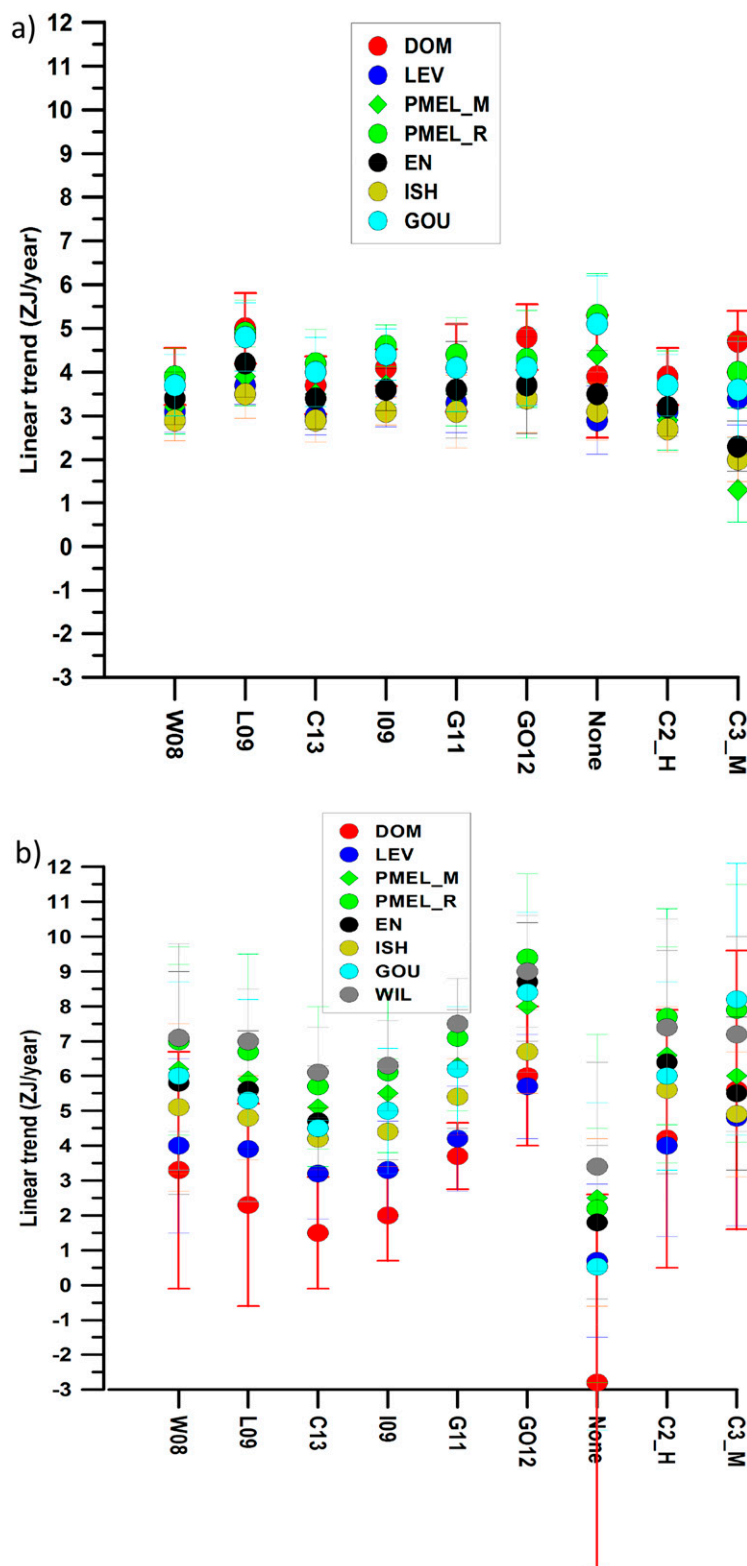 a)
Linear trend (ZJ/year)
12
11
10
9
8
7
6
5
4
3
2
1
0
-1
-2
-3
DOM
LEV
PMEL_M
PMEL_R
EN
ISH
GOU
W08
L09
C13
I09
G11
GO12
None
C2_H
C3_M
b)
Linear trend (ZJ/year)
12
11
10
9
8
7
6
5
4
3
2
1
0
-1
-2
-3
DOM
LEV
PMEL_M
PMEL_R
EN
ISH
GOU
WIL
W08
L09
C13
I09
G11
GO12
None
C2_H
C3_M